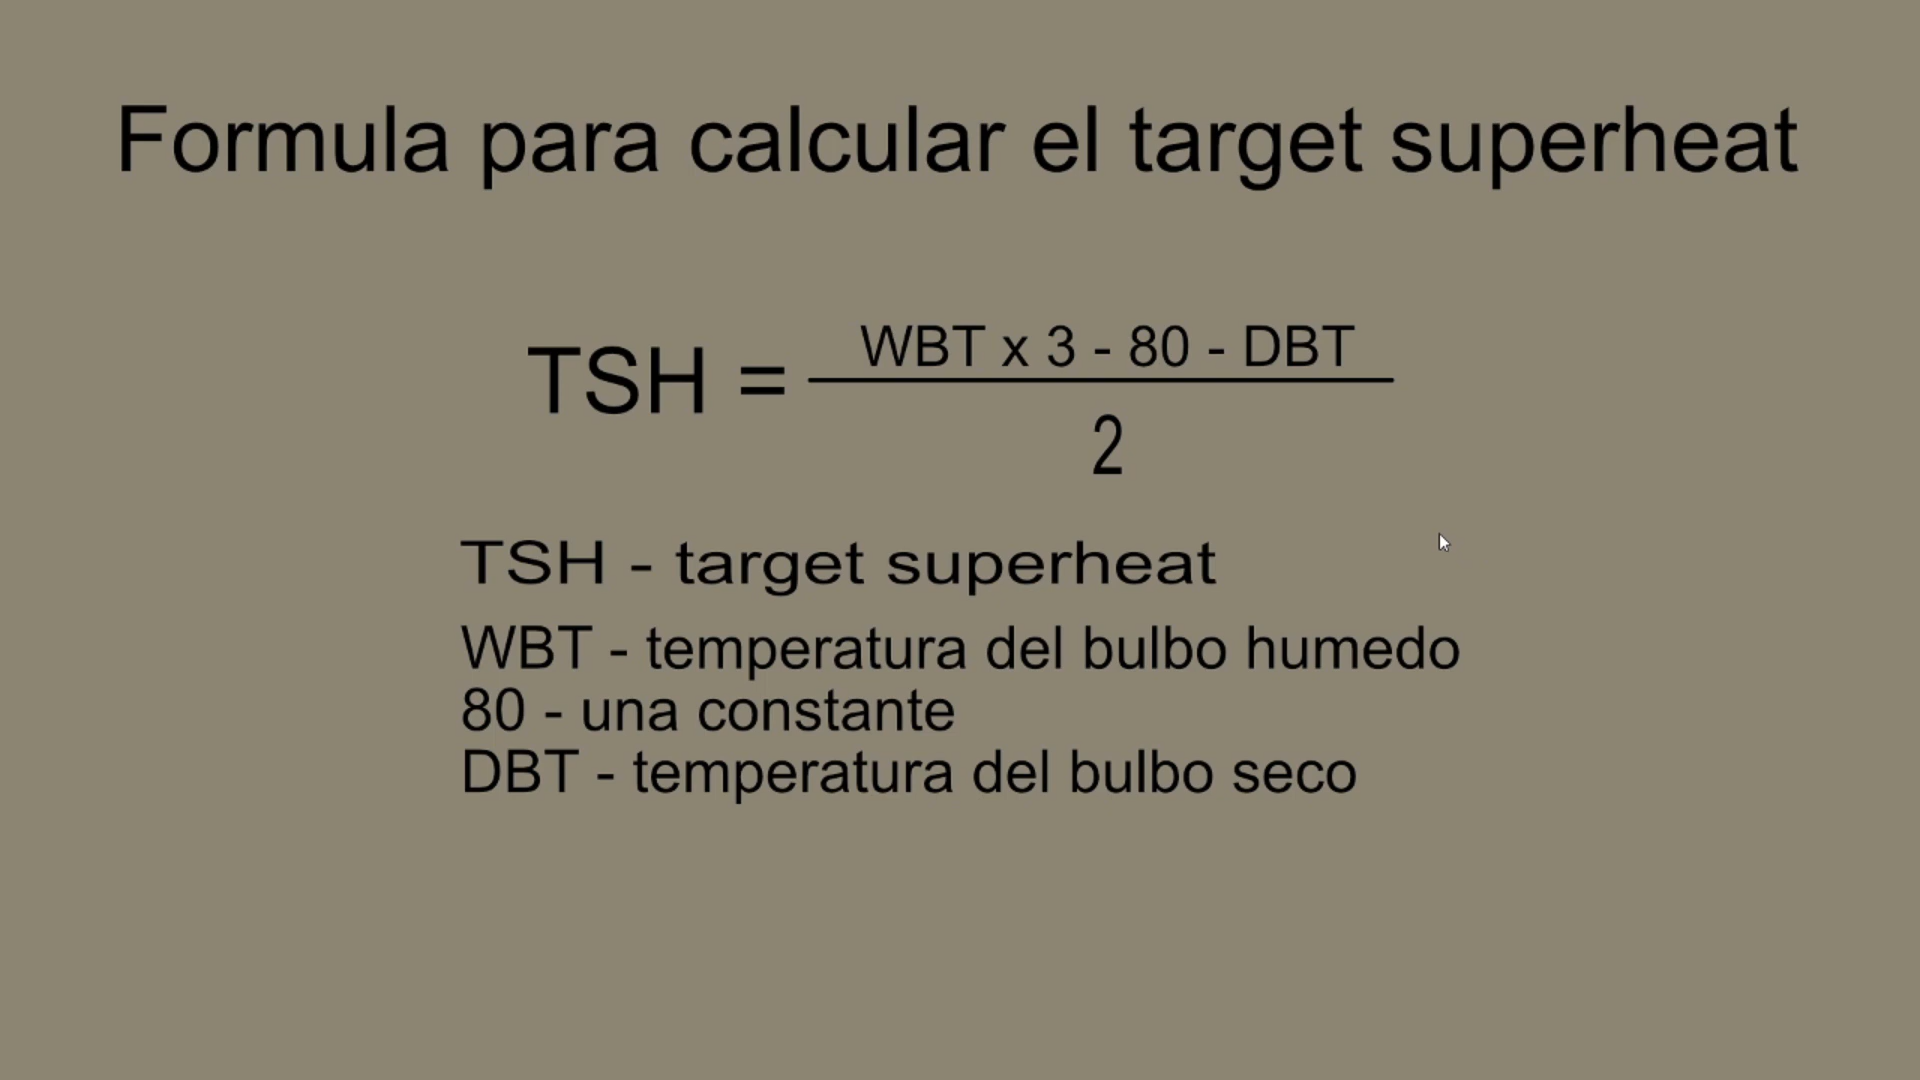 Formula para calcular el target superheat
TSH = WBT x 3 - 80 - DBT
2
TSH - target superheat
WBT - temperatura del bulbo humedo
80 - una constante
DBT - temperatura del bulbo seco